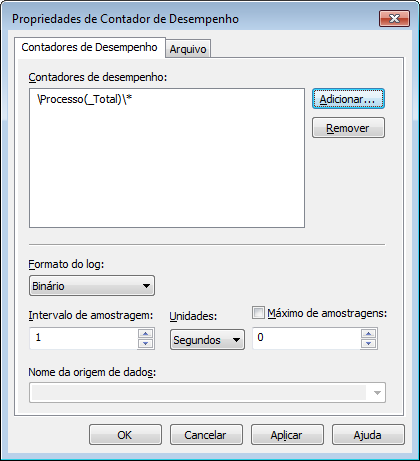 Propriedades de Contador de Desempenho
Contadores de Desempenho
Arquivo
Contadores de desempenho:
\Processo(_Total)\*
Adicionar...
Remover
Formato do log:
Binário
Intervalo de amostragem:
Unidades:
Máximo de amostragens:
1
Segundos
0
Nome da origem de dados:
OK
Cancelar
Aplicar
Ajuda